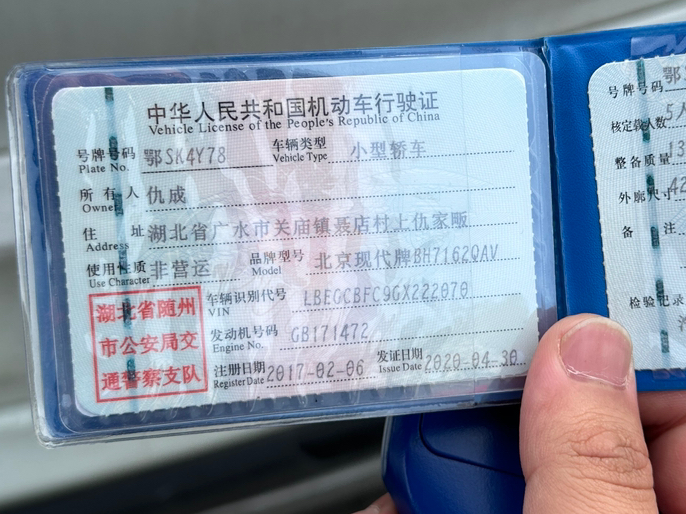 中华人民共和国机动车行驶证
Vehicle License of the People's Republic of China
号牌号码 鄂SK4Y78 车辆类型 小型轿车
Plate No. Vehicle Type
所有人 仇成
Owner
住址 湖北省广水市关庙镇聂店村上仇家畈
Address
使用性质 非营运 品牌型号 北京现代牌BH7162QAV
Use Character Model
湖北省随州
市公安局交
通警察支队
车辆识别代号 LBEGCBFC9GX222070
VIN
发动机号码 GB171472
Engine No.
注册日期 2017-02-06 发证日期 2020-04-30
Register Date Issue Date
号牌号码 鄂S
核定载人数 5人
整备质量 13
外廓尺寸 42
备注
检验记录